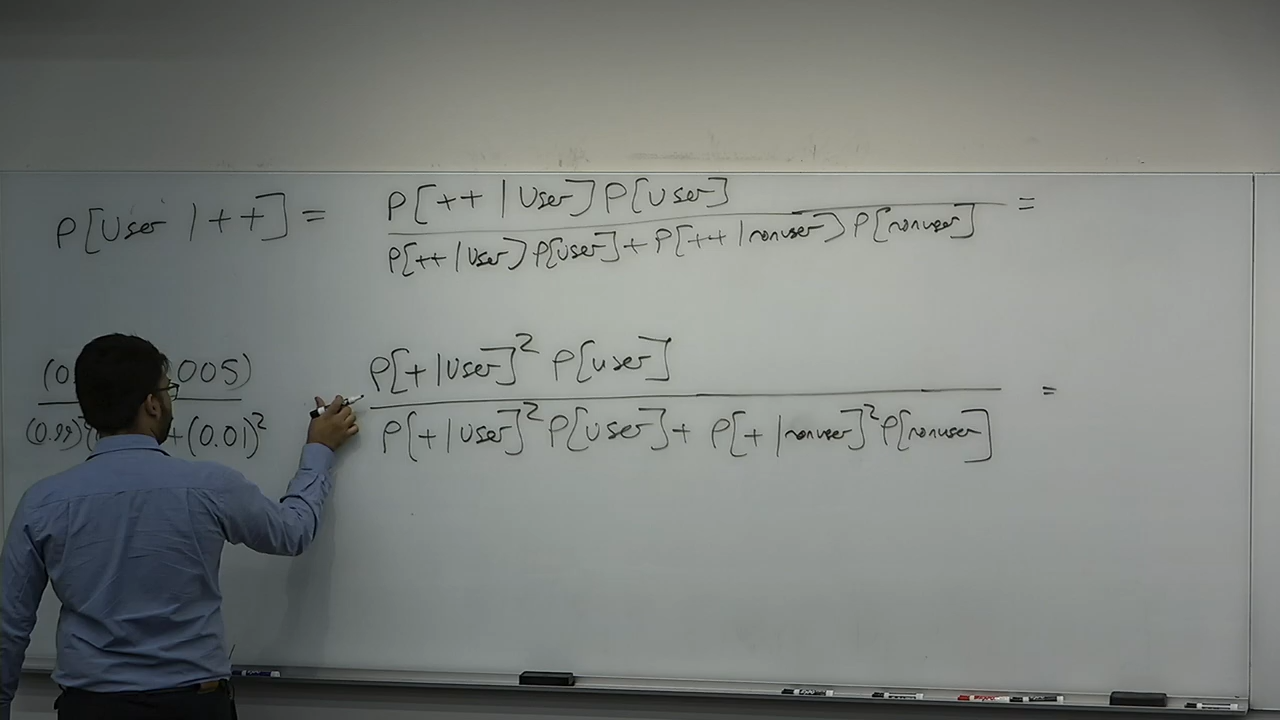 P[User | ++] = P[++ | User) P[User] =
P[++ | User) P[User] + P[++ | nonuser) P[nonuser]
(0. 005) P[+ | User]² P[user] =
(0.99) + (0.01)² P[+ | User]² P[User] + P[+ | nonuser]² P[nonuser]